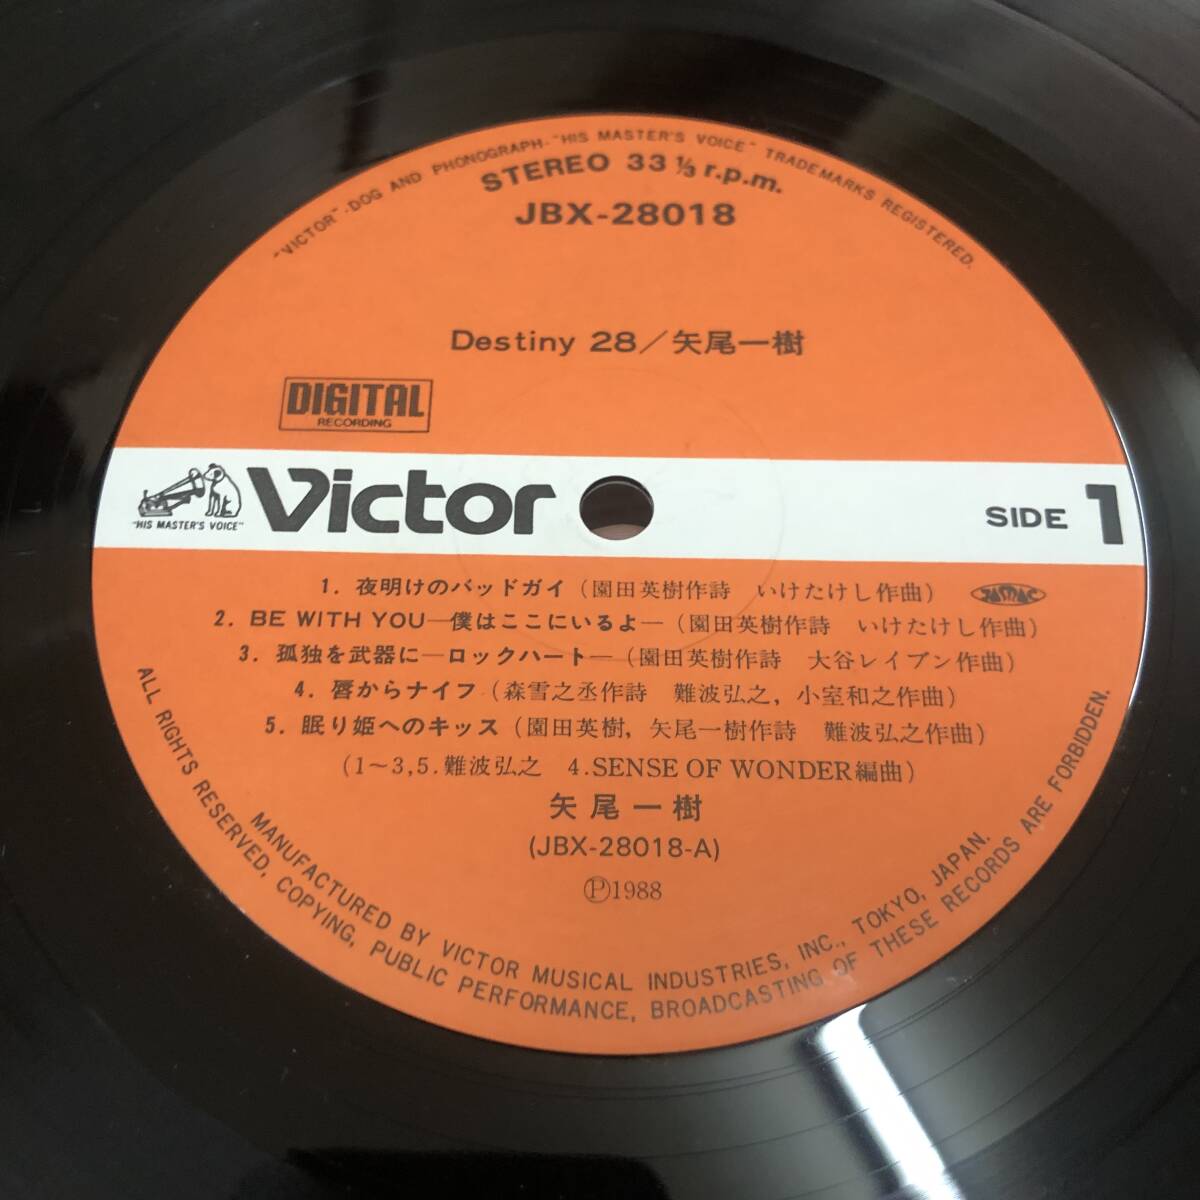 "VICTOR"-DOG AND PHONOGRAPH-"HIS MASTER'S VOICE" TRADEMARKS REGISTERED.
STEREO 33 ⅓ r.p.m.
JBX-28018
Destiny 28／矢尾一樹
DIGITAL
RECORDING
"HIS MASTER'S VOICE"
Victor
SIDE 1
1. 夜明けのバッドガイ（園田英樹作詩　いけたけし作曲）
JASRAC
2. BE WITH YOU―僕はここにいるよ―（園田英樹作詩　いけたけし作曲）
3. 孤独を武器に―ロックハート―（園田英樹作詩　大谷レイブン作曲）
4. 唇からナイフ（森雪之丞作詩　難波弘之, 小室和之作曲）
5. 眠り姫へのキッス（園田英樹, 矢尾一樹作詩　難波弘之作曲）
(1～3,5. 難波弘之　4. SENSE OF WONDER編曲)
矢尾一樹
(JBX-28018-A)
Ⓟ1988
MANUFACTURED BY VICTOR MUSICAL INDUSTRIES, INC., TOKYO, JAPAN.
ALL RIGHTS RESERVED, COPYING, PUBLIC PERFORMANCE, BROADCASTING OF THESE RECORDS ARE FORBIDDEN.